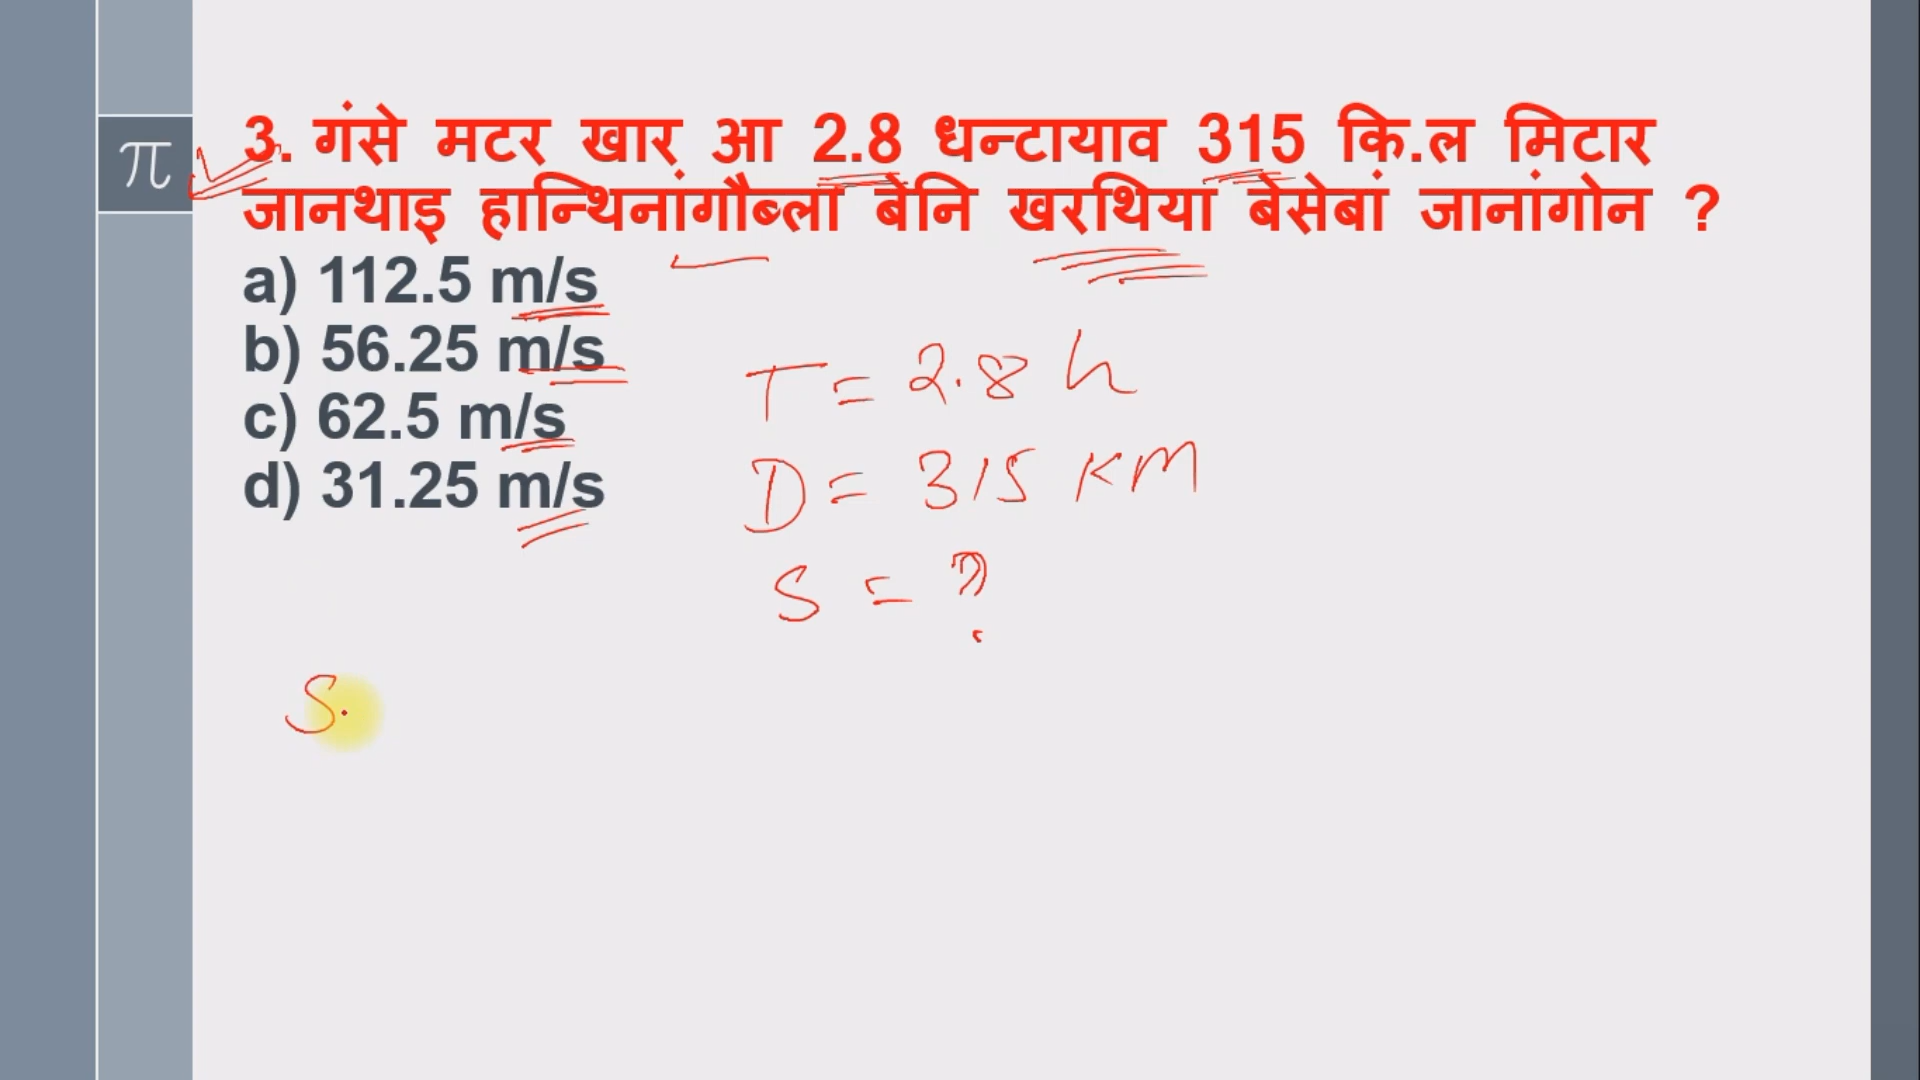 π
3. गंसे मटर खार आ 2.8 धन्टायाव 315 कि.ल मिटार
जानथाइ हान्थिनांगौब्ला बेनि खरथिया बेसेबां जानांगोन ?
a) 112.5 m/s
b) 56.25 m/s
c) 62.5 m/s
d) 31.25 m/s
T = 2.8 h
D = 315 KM
S = ?
S